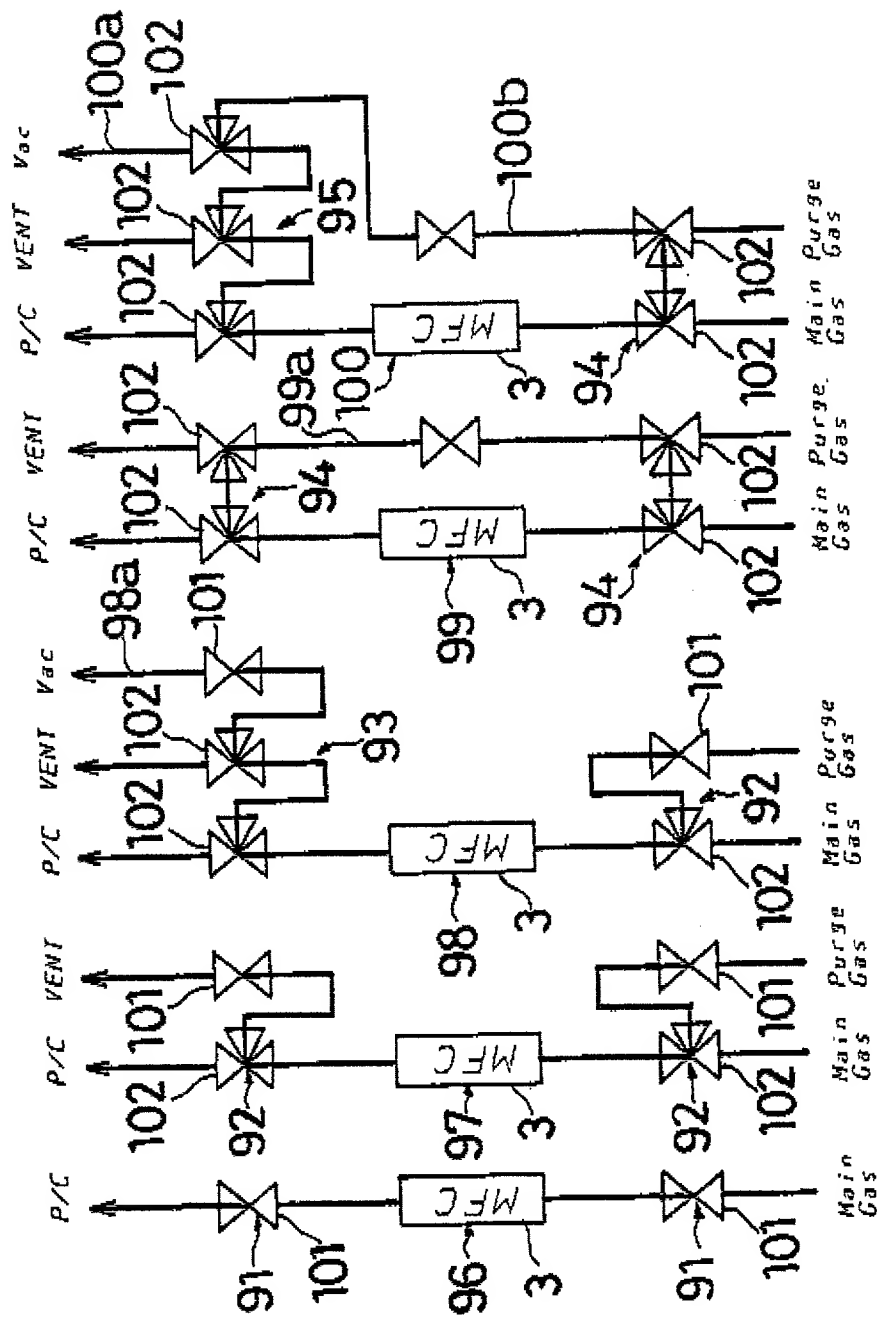 P/C
P/C
VENT
P/C
VENT
Vac
P/C
VENT
P/C
VENT
Vac
98a
100a
102
101
102
102
101
102
102
102
102
102
91
101
92
93
94
95
99a
96
3
MFC
97
3
MFC
98
3
MFC
99
3
MFC
100
3
MFC
100b
91
101
92
102
101
92
102
101
94
102
102
94
102
102
Main
Gas
Main
Gas
Purge
Gas
Main
Gas
Purge
Gas
Main
Gas
Purge.
Gas
Main
Gas
Purge
Gas